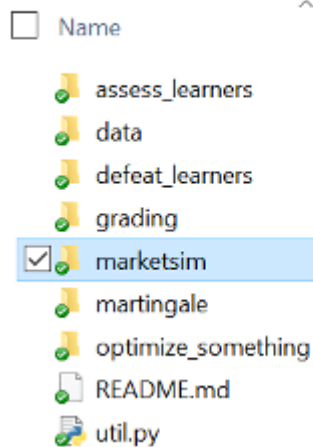 Name
assess_learners
data
defeat_learners
grading
marketsim
martingale
optimize_something
README.md
util.py